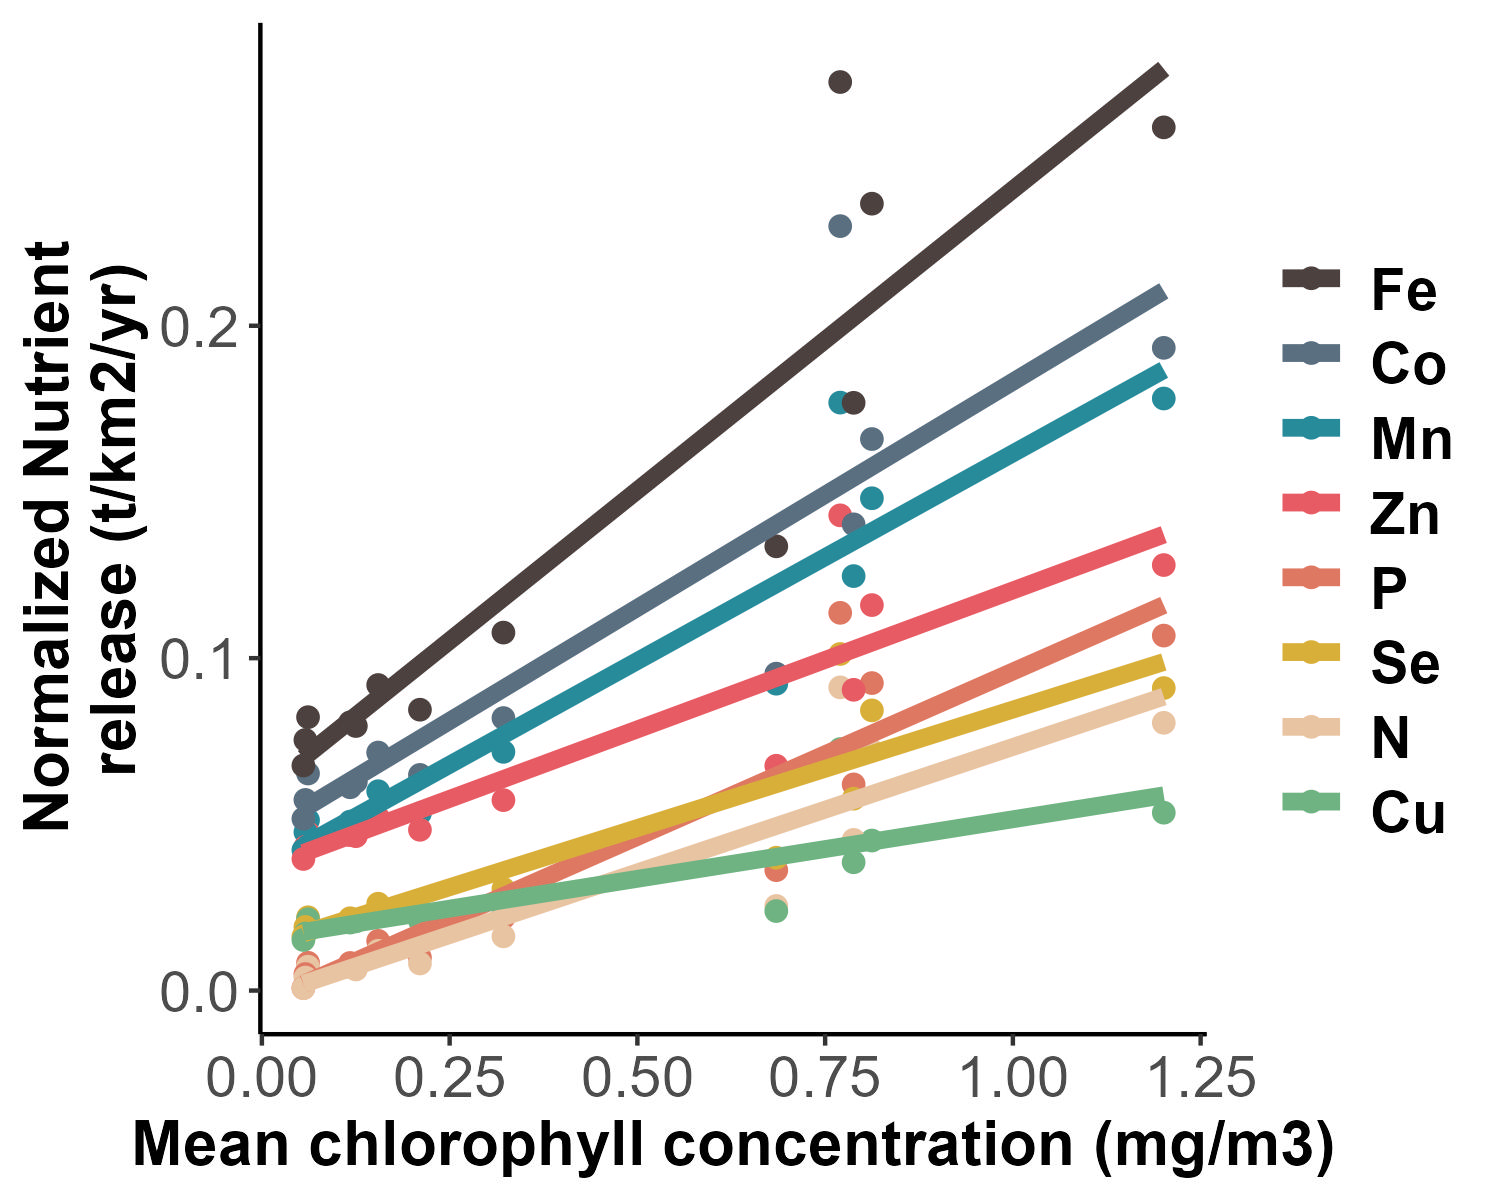 Normalized Nutrient
release (t/km2/yr)
0.2
0.1
0.0
0.00 0.25 0.50 0.75 1.00 1.25
Mean chlorophyll concentration (mg/m3)
Fe
Co
Mn
Zn
P
Se
N
Cu